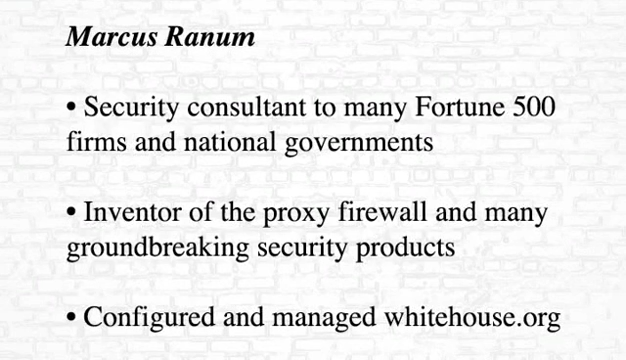 Marcus Ranum
• Security consultant to many Fortune 500
firms and national governments
• Inventor of the proxy firewall and many
groundbreaking security products
• Configured and managed whitehouse.org